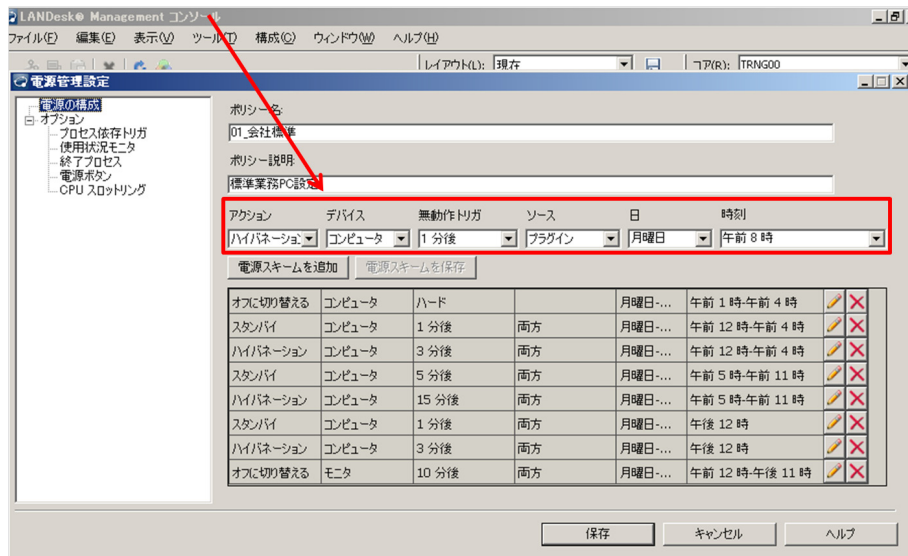 LANDesk® Management コンソール
ファイル(F) 編集(E) 表示(V) ツール(T) 構成(C) ウィンドウ(W) ヘルプ(H)
レイアウト(L): 現在 コア(R): TRNG00
電源管理設定
電源の構成
オプション
プロセス依存トリガ
使用状況モニタ
終了プロセス
電源ボタン
CPU スロットリング
ポリシー名:
01_会社標準
ポリシー説明:
標準業務PC設定
アクション デバイス 無動作トリガ ソース 日 時刻
ハイバネーショ: コンピュータ 1 分後 プラグイン 月曜日 午前 8 時
電源スキームを追加 電源スキームを保存
オフに切り替える コンピュータ ハード 月曜日-... 午前 1 時-午前 4 時
スタンバイ コンピュータ 1 分後 両方 月曜日-... 午前 12 時-午前 4 時
ハイバネーション コンピュータ 3 分後 両方 月曜日-... 午前 12 時-午前 4 時
スタンバイ コンピュータ 5 分後 両方 月曜日-... 午前 5 時-午前 11 時
ハイバネーション コンピュータ 15 分後 両方 月曜日-... 午前 5 時-午前 11 時
スタンバイ コンピュータ 1 分後 両方 月曜日-... 午後 12 時
ハイバネーション コンピュータ 3 分後 両方 月曜日-... 午後 12 時
オフに切り替える モニタ 10 分後 両方 月曜日-... 午前 12 時-午後 11 時
保存 キャンセル ヘルプ